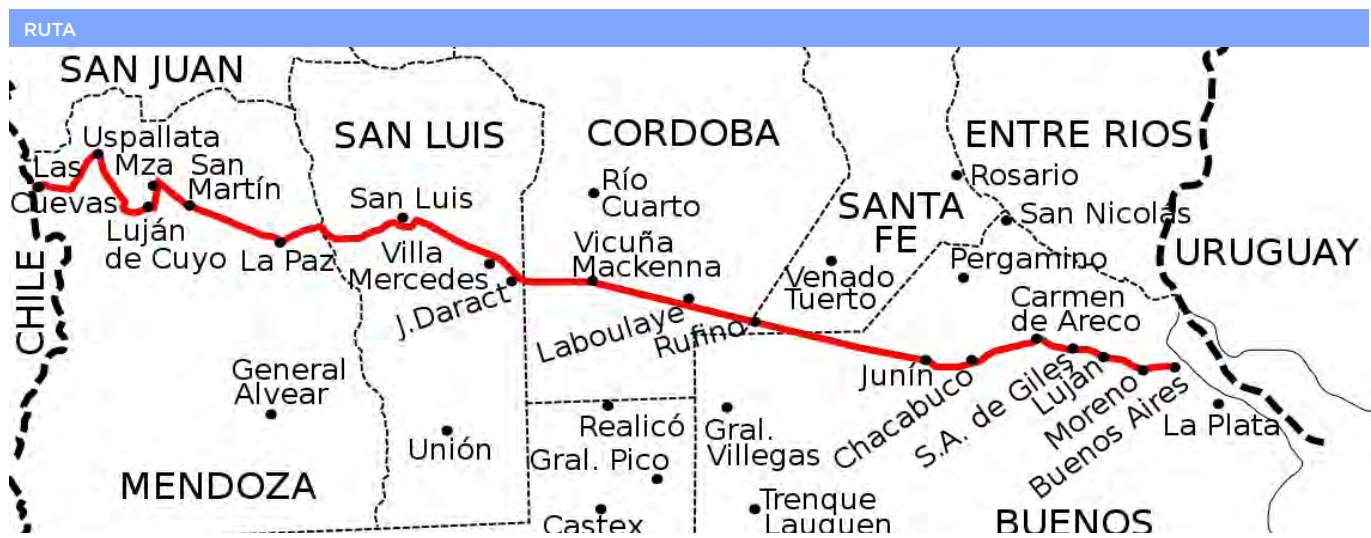 RUTA
SAN JUAN
SAN LUIS
CORDOBA
ENTRE RIOS
Uspallata
Las
Cuevas
Mza
San
Martín
Luján
de Cuyo
La Paz
San Luis
Villa
Mercedes
J.Daract
Río
Cuarto
Vicuña
Mackenna
Laboulaye
Rufino
SANTA
FE
Venado
Tuerto
Rosario
San Nicolás
Pergamino
Carmen
de Areco
URUGUAY
CHILE
Junín
Chacabuco
S.A. de Giles
Luján
Moreno
Buenos Aires
La Plata
General
Alvear
Unión
Realicó
Gral. Pico
Gral.
Villegas
MENDOZA
Castex
Trenque
Lauquen
BUENOS